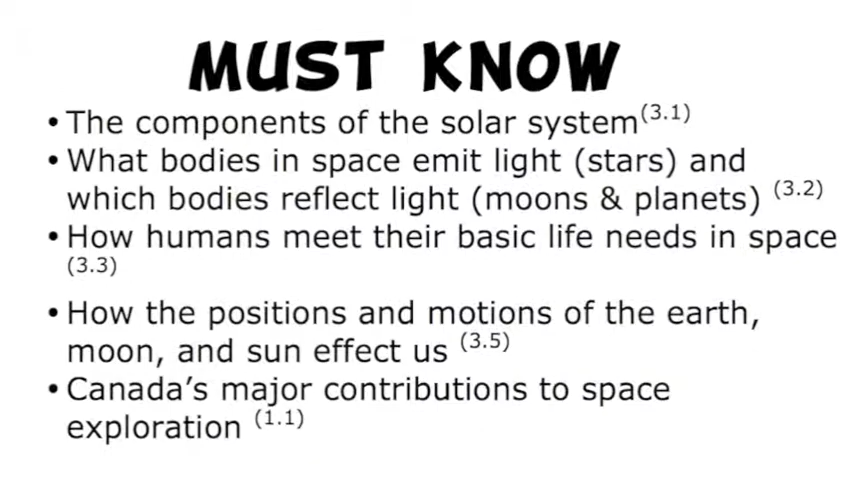 MUST KNOW
• The components of the solar system(3.1)
• What bodies in space emit light (stars) and
which bodies reflect light (moons & planets) (3.2)
• How humans meet their basic life needs in space
(3.3)
• How the positions and motions of the earth,
moon, and sun effect us (3.5)
• Canada's major contributions to space
exploration (1.1)